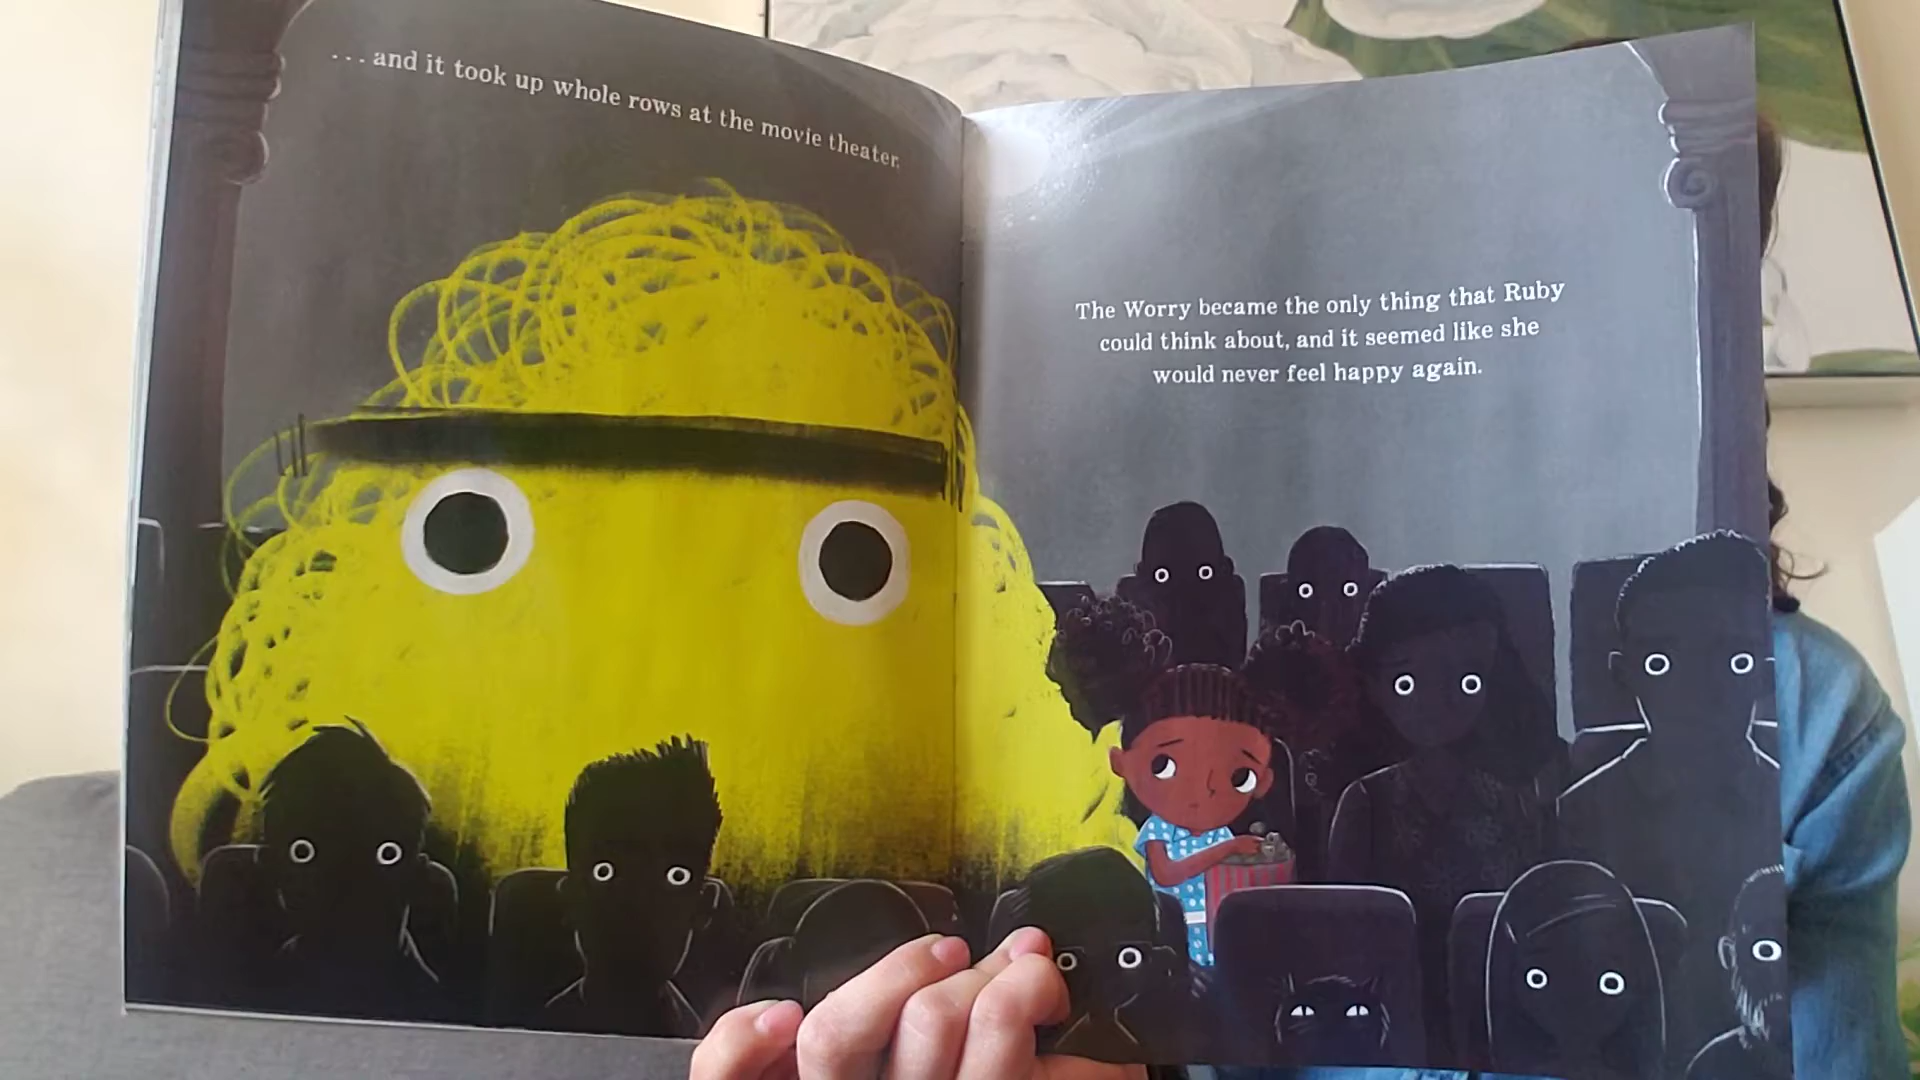 ...and it took up whole rows at the movie theater.
The Worry became the only thing that Ruby
could think about, and it seemed like she
would never feel happy again.